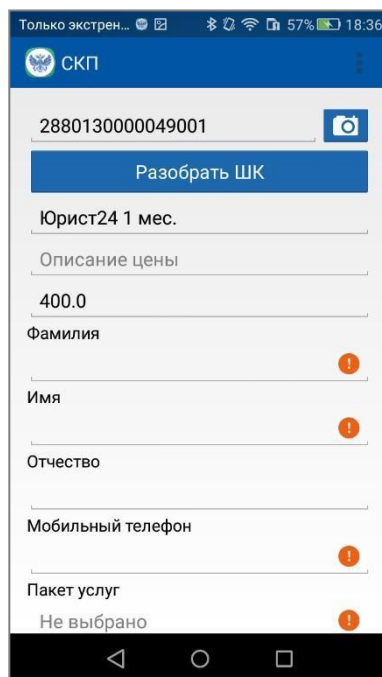 Только экстрен... 57% 18:36
СКП
2880130000049001
Разобрать ШК
Юрист24 1 мес.
Описание цены
400.0
Фамилия
Имя
Отчество
Мобильный телефон
Пакет услуг
Не выбрано